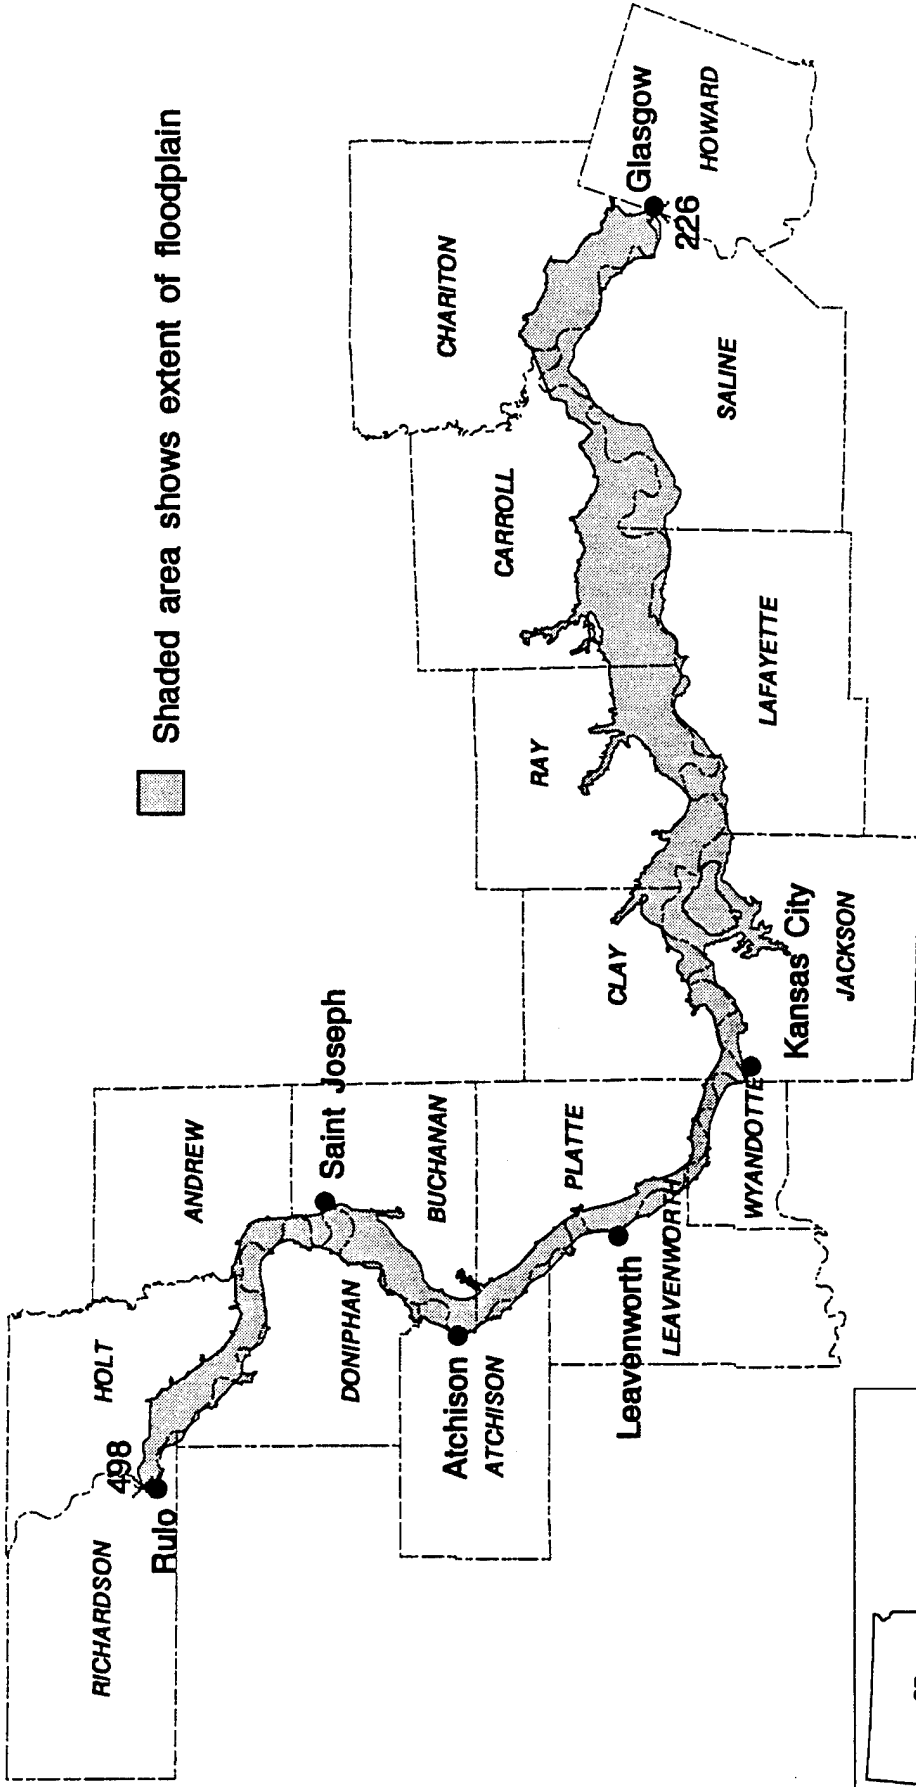 Shaded area shows extent of floodplain
RICHARDSON
HOLT
ANDREW
498
Rulo
DONIPHAN
Saint Joseph
BUCHANAN
Atchison
ATCHISON
PLATTE
Leavenworth
LEAVENWORTH
WYANDOTTE
CLAY
Kansas City
JACKSON
RAY
LAFAYETTE
CARROLL
SALINE
CHARITON
Glasgow
226
HOWARD